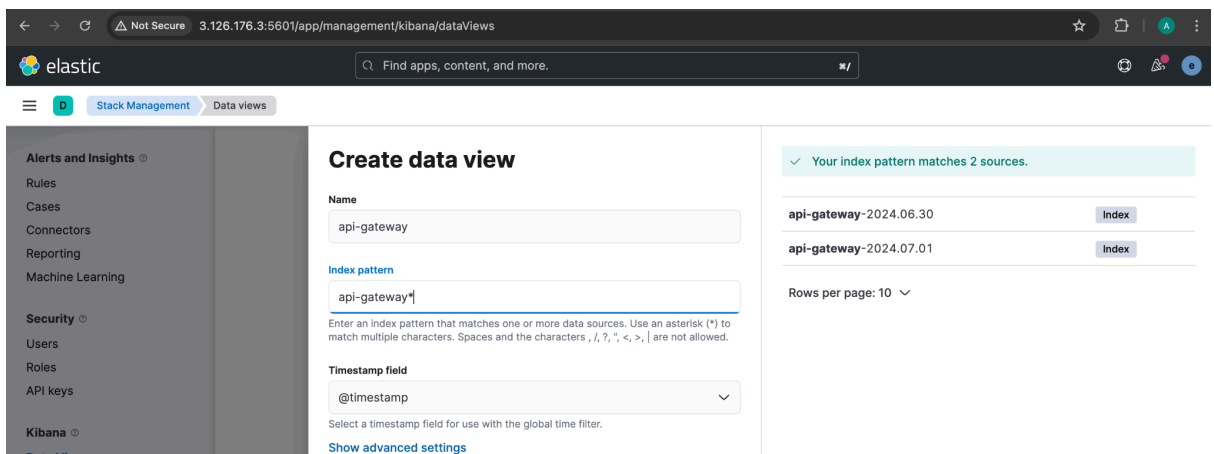 Not Secure 3.126.176.3:5601/app/management/kibana/dataViews A
elastic Find apps, content, and more. ⌘/ e
D Stack Management Data views
Alerts and Insights
Rules
Cases
Connectors
Reporting
Machine Learning
Security
Users
Roles
API keys
Kibana
Create data view
Name
api-gateway
Index pattern
api-gateway*
Enter an index pattern that matches one or more data sources. Use an asterisk (*) to
match multiple characters. Spaces and the characters , /, ?, ", <, >, | are not allowed.
Timestamp field
@timestamp
Select a timestamp field for use with the global time filter.
Show advanced settings
Your index pattern matches 2 sources.
api-gateway-2024.06.30 Index
api-gateway-2024.07.01 Index
Rows per page: 10